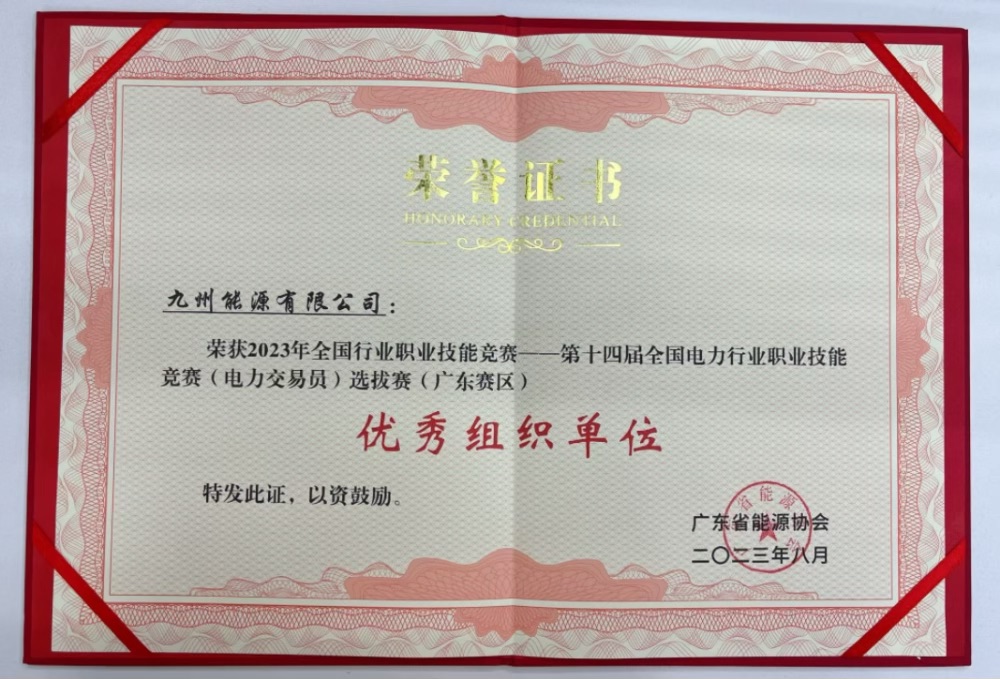 荣誉证书
HONORARY CREDENTIAL
九州能源有限公司：
荣获2023年全国行业职业技能竞赛——第十四届全国电力行业职业技能
竞赛（电力交易员）选拔赛（广东赛区）
优秀组织单位
特发此证，以资鼓励。
广东省能源协会
二〇二三年八月
省能源